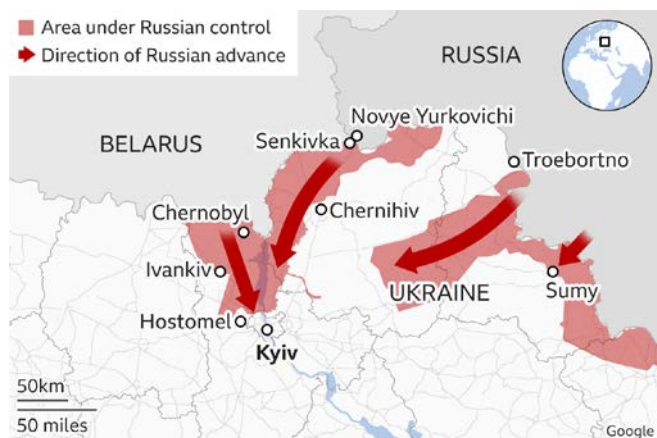 Area under Russian control
Direction of Russian advance
RUSSIA
Novye Yurkovichi
BELARUS
Senkivka
Troebortno
Chernobyl
Chernihiv
Ivankiv
UKRAINE
Sumy
Hostomel
Kyiv
50km
50 miles
Google